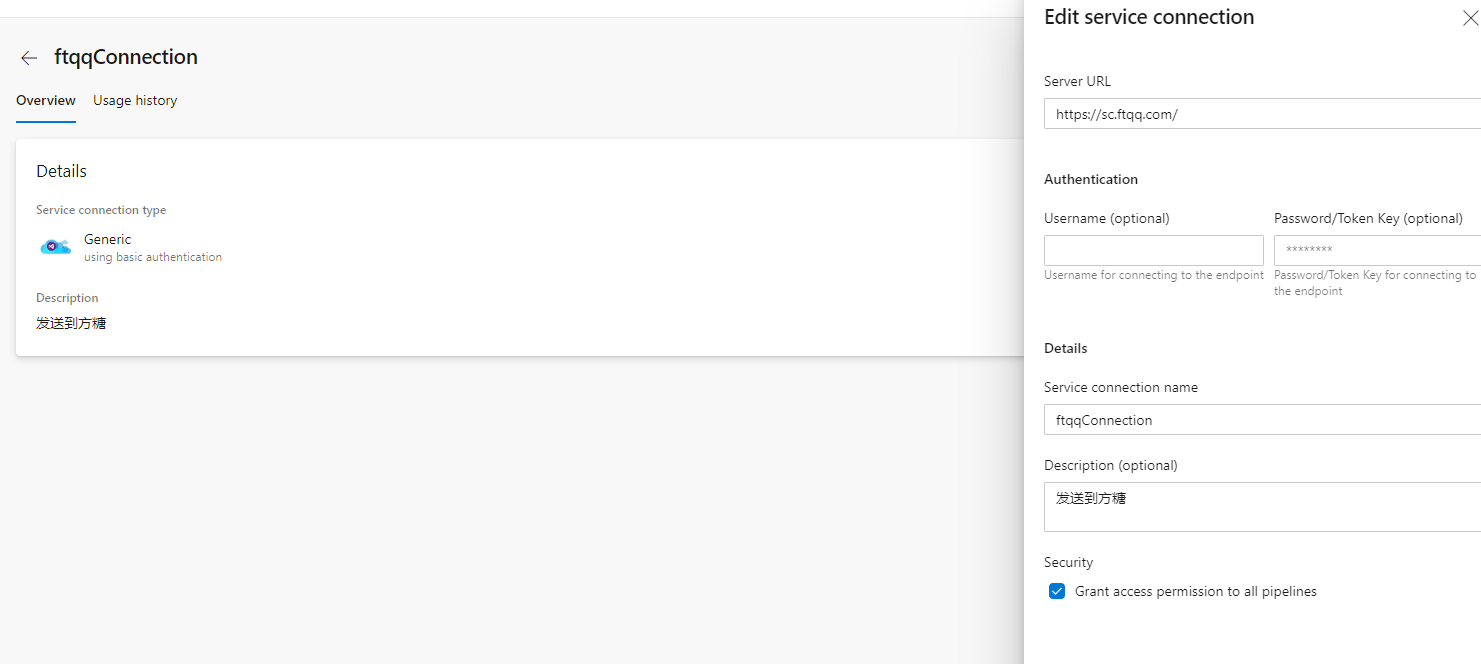 ftqqConnection
Overview Usage history
Details
Service connection type
Generic
using basic authentication
Description
发送到方糖
Edit service connection
Server URL
https://sc.ftqq.com/
Authentication
Username (optional) Password/Token Key (optional)
********
Username for connecting to the endpoint Password/Token Key for connecting to
the endpoint
Details
Service connection name
ftqqConnection
Description (optional)
发送到方糖
Security
Grant access permission to all pipelines